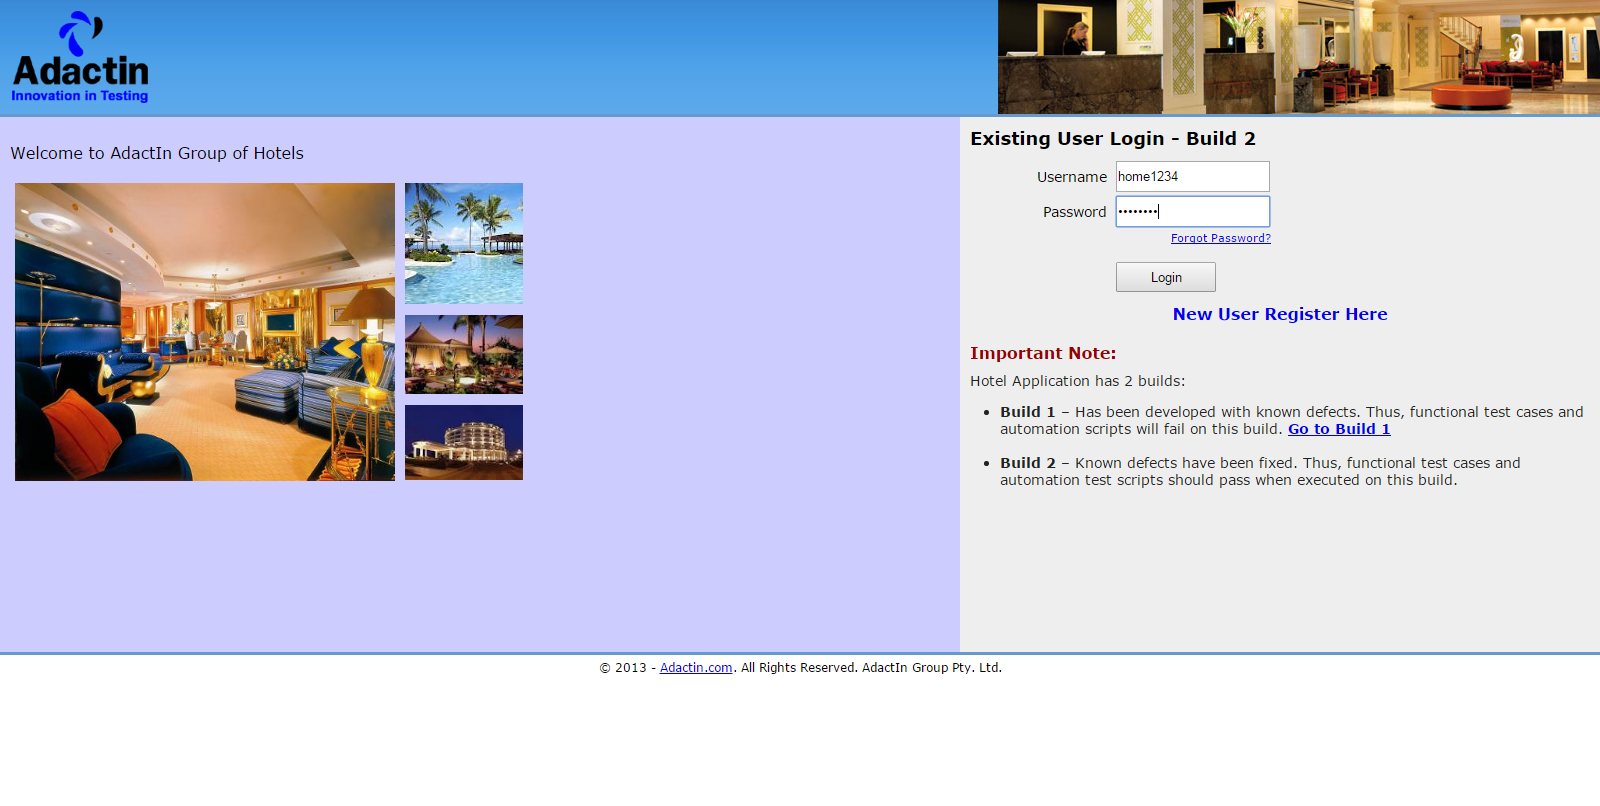 Adactin
Innovation in Testing
Welcome to AdactIn Group of Hotels
Existing User Login - Build 2
Username home1234
Password ••••••••
Forgot Password?
Login
New User Register Here
Important Note:
Hotel Application has 2 builds:
• Build 1 – Has been developed with known defects. Thus, functional test cases and
automation scripts will fail on this build. Go to Build 1
• Build 2 – Known defects have been fixed. Thus, functional test cases and
automation test scripts should pass when executed on this build.
© 2013 - Adactin.com. All Rights Reserved. AdactIn Group Pty. Ltd.